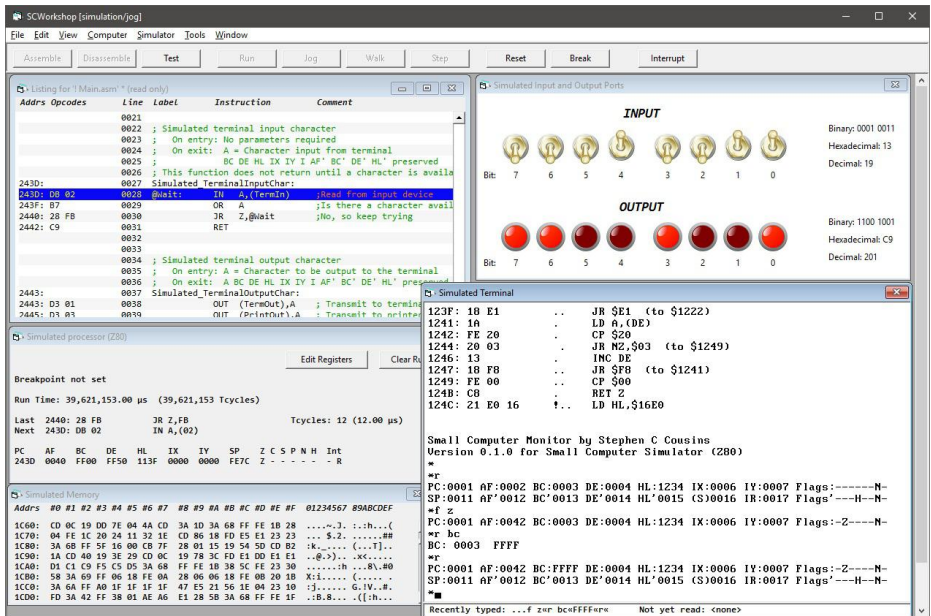 SCWorkshop [simulation/jog]
File Edit View Computer Simulator Tools Window
Assemble Disassemble Test Run Jog Walk Step Reset Break Interrupt
Listing for '! Main.asm' * (read only)
Addrs Opcodes Line Label Instruction Comment
0021
0022 ; Simulated terminal input character
0023 ; On entry: No parameters required
0024 ; On exit: A = Character input from terminal
0025 ; BC DE HL IX IY I AF' BC' DE' HL' preserved
0026 ; This function does not return until a character is availa
243D: 0027 Simulated_TerminalInputChar:
243D: DB 02 0028 @Wait: IN A,(TermIn) ;Read from input device
243F: B7 0029 OR A ;Is there a character avail
2440: 28 FB 0030 JR Z,@Wait ;No, so keep trying
2442: C9 0031 RET
0032
0033
0034 ; Simulated terminal output character
0035 ; On entry: A = Character to be output to the terminal
0036 ; On exit: A BC DE HL IX IY I AF' BC' DE' HL' preserved
2443: 0037 Simulated_TerminalOutputChar:
2443: D3 01 0038 OUT (TermOut),A ; Transmit to termina
2445: D3 03 0039 OUT (PrintOut),A ; Transmit to printer
Simulated Input and Output Ports
INPUT
Binary: 0001 0011
Hexadecimal: 13
Decimal: 19
Bit: 7 6 5 4 3 2 1 0
OUTPUT
Binary: 1100 1001
Hexadecimal: C9
Decimal: 201
Bit: 7 6 5 4 3 2 1 0
Simulated processor (Z80)
Edit Registers Clear Ru
Breakpoint not set
Run Time: 39,621,153.00 µs (39,621,153 Tcycles)
Last 2440: 28 FB JR Z,FB Tcycles: 12 (12.00 µs)
Next 243D: DB 02 IN A,(02)
PC AF BC DE HL IX IY SP Z C S P N H Int
243D 0040 FF00 FF50 113F 0000 0000 FE7C Z - - - - - R
Simulated Memory
Addrs #0 #1 #2 #3 #4 #5 #6 #7 #8 #9 #A #B #C #D #E #F 01234567 89ABCDEF
1C60: CD 0C 19 DD 7E 04 4A CD 3A 1D 3A 68 FF FE 1B 28 ....~.J. :.:h...(
1C70: 04 FE 1C 20 24 11 32 1E CD 86 18 FD E5 E1 23 23 ... $.2. ......##
1C80: 3A 6B FF 5F 16 00 CB 7F 28 01 15 19 54 5D CD B2 :k._.... (...T]..
1C90: 1A CD 40 19 3E 29 CD 0C 19 78 3C FD E1 DD E1 E1 ..@.>).. .x<.....
1CA0: D1 C1 C9 F5 C5 D5 3A 68 FF FE 1B 38 5C FE 23 30 ......:h ...8\.#0
1CB0: 58 3A 69 FF 06 18 FE 0A 28 06 06 18 FE 0B 20 1B X:i..... (..... .
1CC0: 3A 6A FF A0 1F 1F 1F 1F 47 E5 21 56 1E 04 23 10 :j...... G.!V..#.
1CD0: FD 3A 42 FF 38 01 AE A6 E1 28 5B 3A 68 FF FE 1F .:B.8... .([:h...
Simulated Terminal
123F: 18 E1 .. JR $E1 (to $1222)
1241: 1A . LD A,(DE)
1242: FE 20 . CP $20
1244: 20 03 . JR NZ,$03 (to $1249)
1246: 13 . INC DE
1247: 18 F8 .. JR $F8 (to $1241)
1249: FE 00 .. CP $00
124B: C8 . RET Z
124C: 21 E0 16 !.. LD HL,$16E0
Small Computer Monitor by Stephen C Cousins
Version 0.1.0 for Small Computer Simulator (Z80)
*
*r
PC:0001 AF:0002 BC:0003 DE:0004 HL:1234 IX:0006 IY:0007 Flags:------N-
SP:0011 AF'0012 BC'0013 DE'0014 HL'0015 (S)0016 IR:0017 Flags'---H--N-
*f z
PC:0001 AF:0042 BC:0003 DE:0004 HL:1234 IX:0006 IY:0007 Flags:-Z----N-
*r bc
BC: 0003 FFFF
*r
PC:0001 AF:0042 BC:FFFF DE:0004 HL:1234 IX:0006 IY:0007 Flags:-Z----N-
SP:0011 AF'0012 BC'0013 DE'0014 HL'0015 (S)0016 IR:0017 Flags'---H--N-
*
Recently typed: ...f z«r bc«FFFF«r« Not yet read: <none>